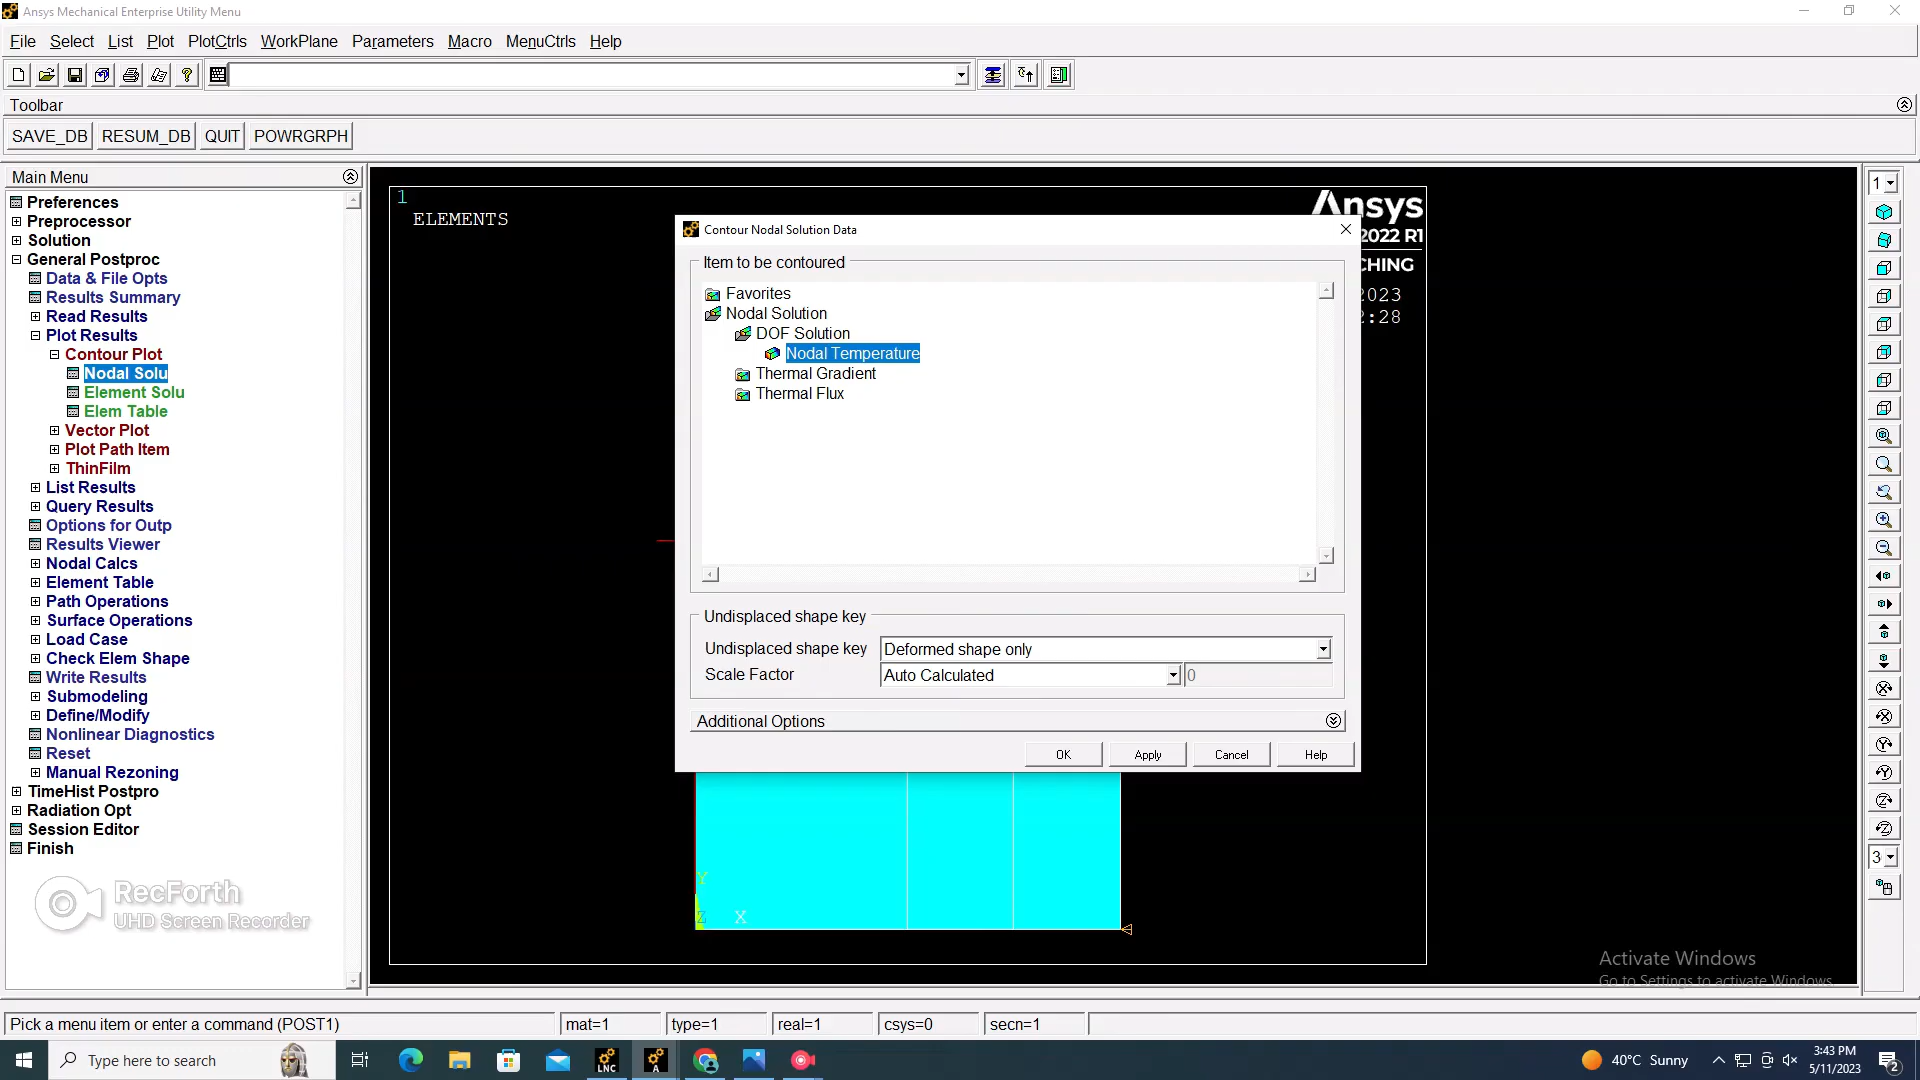 Ansys Mechanical Enterprise Utility Menu
File Select List Plot PlotCtrls WorkPlane Parameters Macro MenuCtrls Help
Toolbar
SAVE_DB RESUM_DB QUIT POWRGRPH
Main Menu
Preferences
Preprocessor
Solution
General Postproc
Data & File Opts
Results Summary
Read Results
Plot Results
Contour Plot
Nodal Solu
Element Solu
Elem Table
Vector Plot
Plot Path Item
ThinFilm
List Results
Query Results
Options for Outp
Results Viewer
Nodal Calcs
Element Table
Path Operations
Surface Operations
Load Case
Check Elem Shape
Write Results
Submodeling
Define/Modify
Nonlinear Diagnostics
Reset
Manual Rezoning
TimeHist Postpro
Radiation Opt
Session Editor
Finish
RecForth
UHD Screen Recorder
1
ELEMENTS
Ansys
2022 R1
CHING
2023
2:28
Contour Nodal Solution Data
Item to be contoured
Favorites
Nodal Solution
DOF Solution
Nodal Temperature
Thermal Gradient
Thermal Flux
Undisplaced shape key
Undisplaced shape key Deformed shape only
Scale Factor Auto Calculated 0
Additional Options
OK Apply Cancel Help
Y
Z X
1
3
Activate Windows
Go to Settings to activate Windows.
Pick a menu item or enter a command (POST1) mat=1 type=1 real=1 csys=0 secn=1
Type here to search
LNC
A
40°C Sunny
3:43 PM
5/11/2023
2